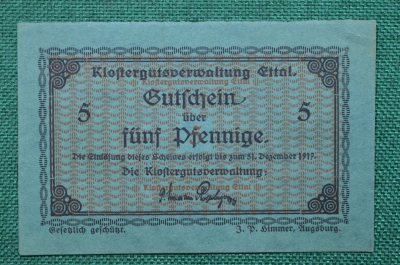 Klostergutsverwaltung Ettal.
Gutschein
5 über 5
fünf Pfennige.
Die Einlösung dieses Scheines erfolgt bis zum 31. Dezember 1917.
Die Klostergutsverwaltung:
Klostergutsverwaltung Ettal
Gesetzlich geschützt. J. P. Himmer, Augsburg.